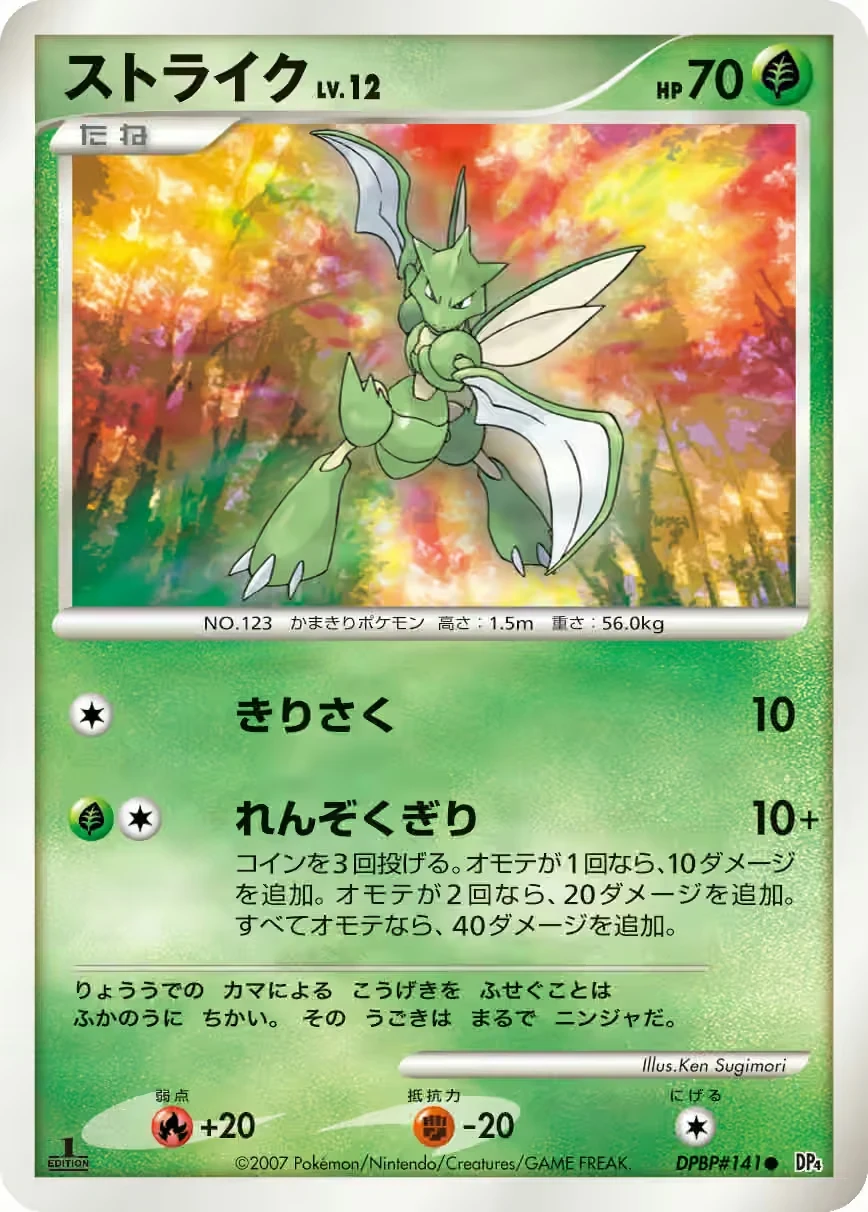 ストライク LV.12 HP 70
たね
NO.123 かまきりポケモン 高さ：1.5m 重さ：56.0kg
きりさく 10
れんぞくぎり 10+
コインを3回投げる。オモテが1回なら、10ダメージ
を追加。オモテが2回なら、20ダメージを追加。
すべてオモテなら、40ダメージを追加。
りょううでの カマによる こうげきを ふせぐことは
ふかのうに ちかい。 その うごきは まるで ニンジャだ。
Illus.Ken Sugimori
弱点 抵抗力 にげる
+20 -20
1 EDITION ©2007 Pokémon/Nintendo/Creatures/GAME FREAK. DPBP#141● DP4